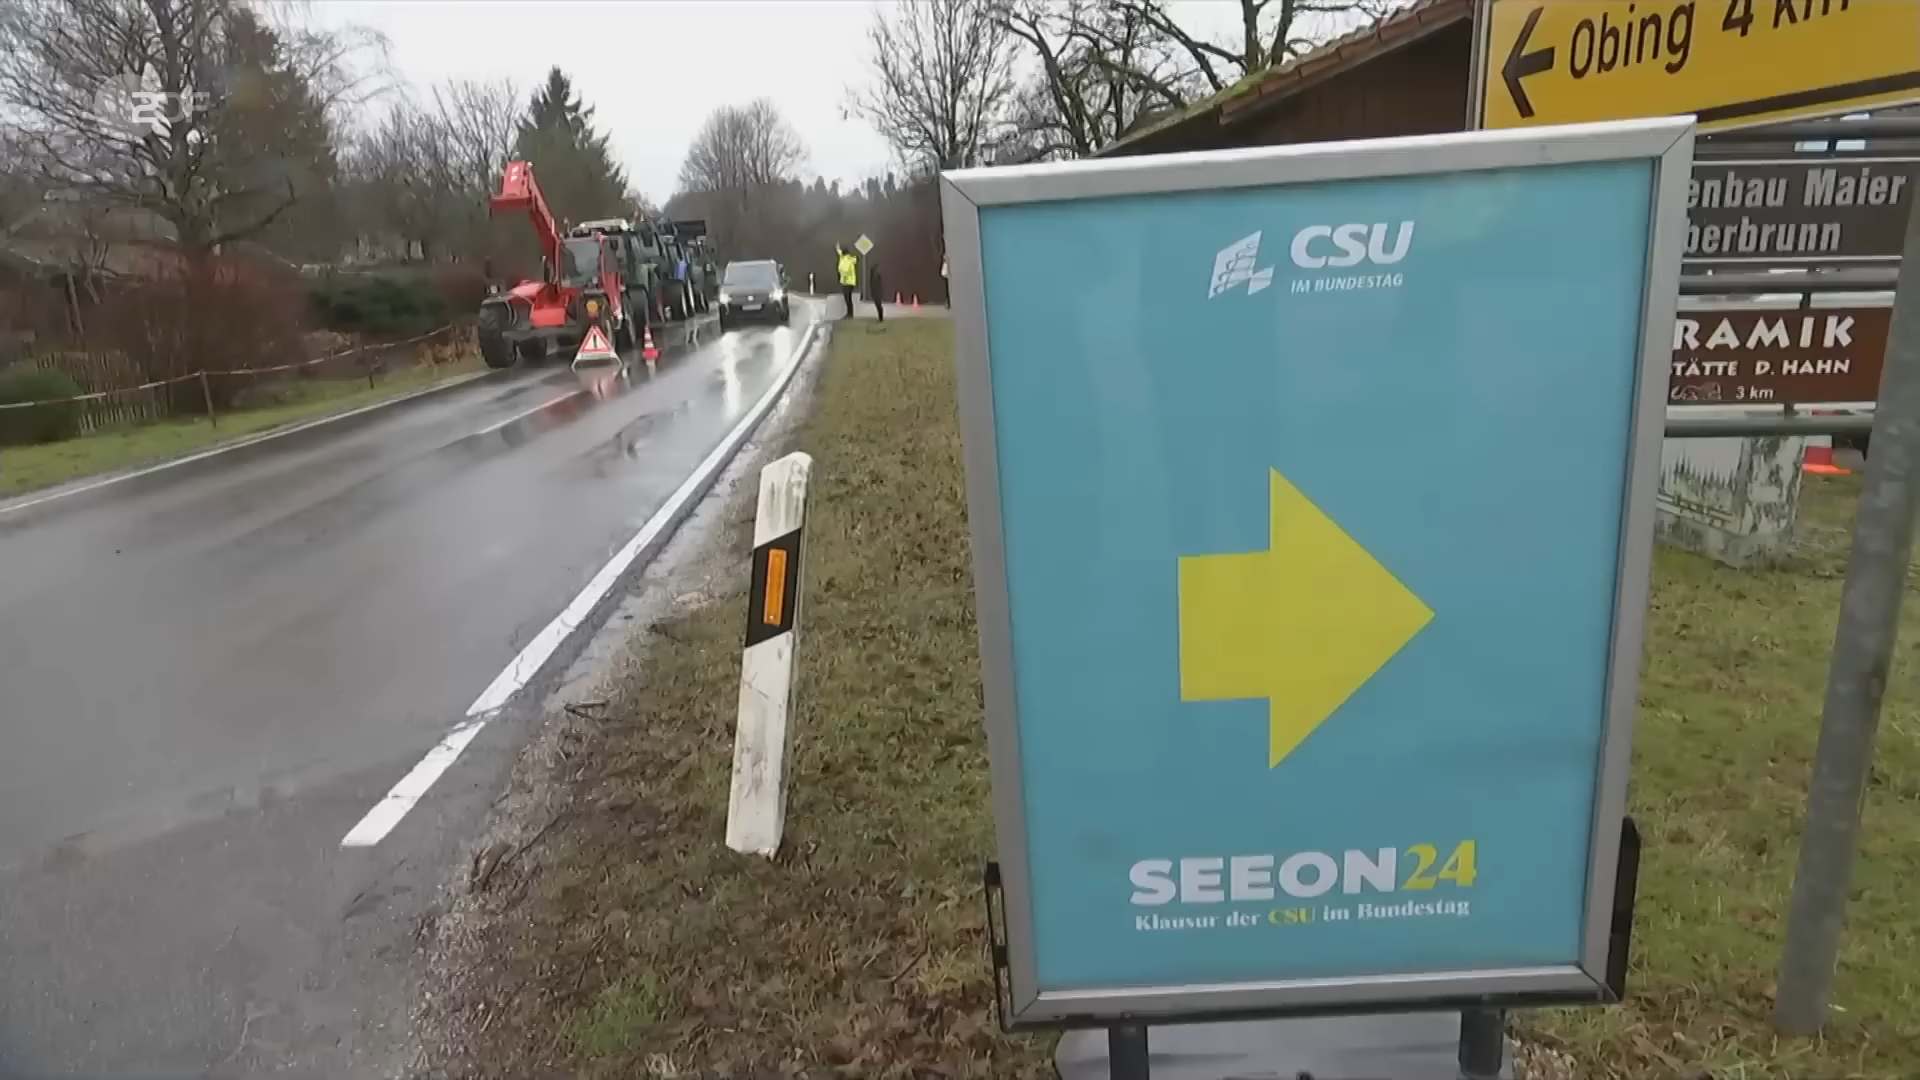 ZDF
Obing 4 km
enbau Maier
berbrunn
RAMIK
TÄTTE D. HAHN
3 km
CSU
IM BUNDESTAG
SEEON24
Klausur der CSU im Bundestag